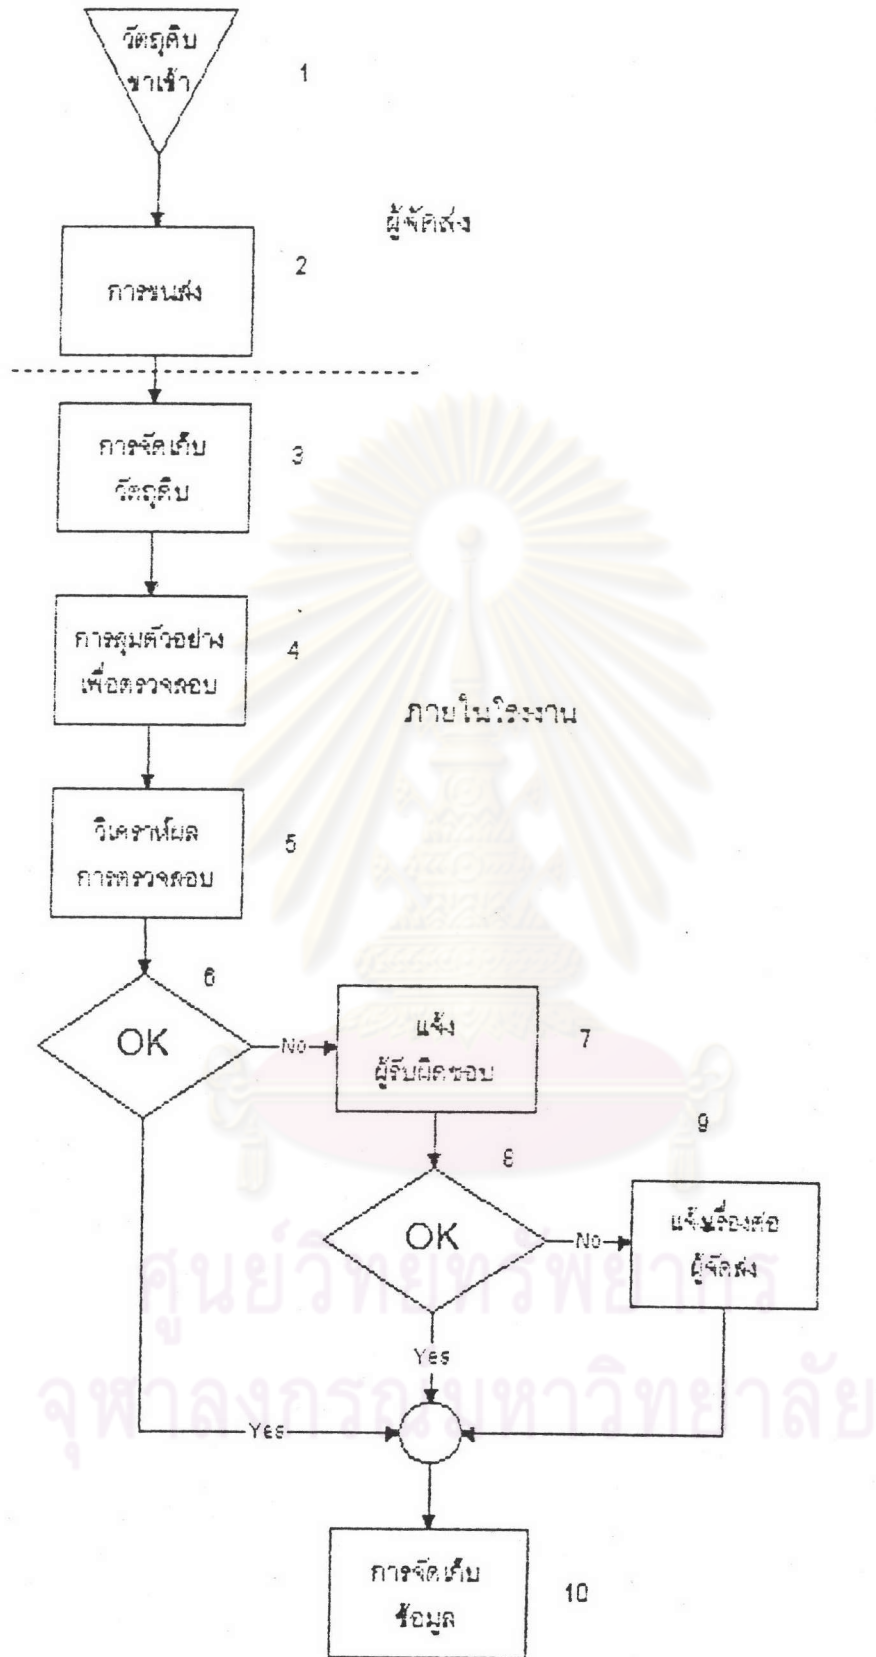 วัตถุดิบ
ขาเข้า
1
ผู้จัดส่ง
2
การขนส่ง
การจัดเก็บ
วัตถุดิบ
3
การสุ่มตัวอย่าง
เพื่อตรวจสอบ
4
ภายในโรงงาน
วิเคราะห์ผล
การตรวจสอบ
5
6
OK
No
แจ้ง
ผู้รับผิดชอบ
7
8
9
OK
No
แจ้งเรื่องต่อ
ผู้จัดส่ง
Yes
Yes
การจัดเก็บ
ข้อมูล
10
ศูนย์วิทยทรัพยากร
จุฬาลงกรณ์มหาวิทยาลัย